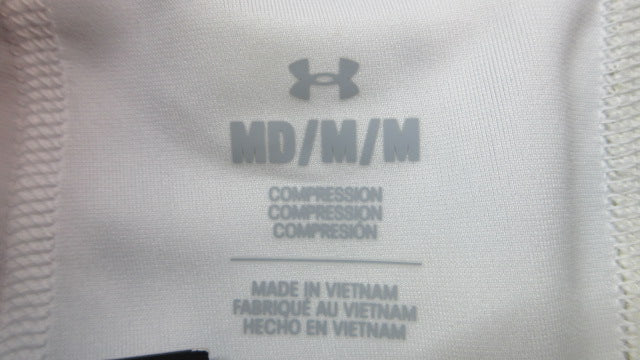 MD/M/M
COMPRESSION
COMPRESSION
COMPRESIÓN
MADE IN VIETNAM
FABRIQUÉ AU VIETNAM
HECHO EN VIETNAM